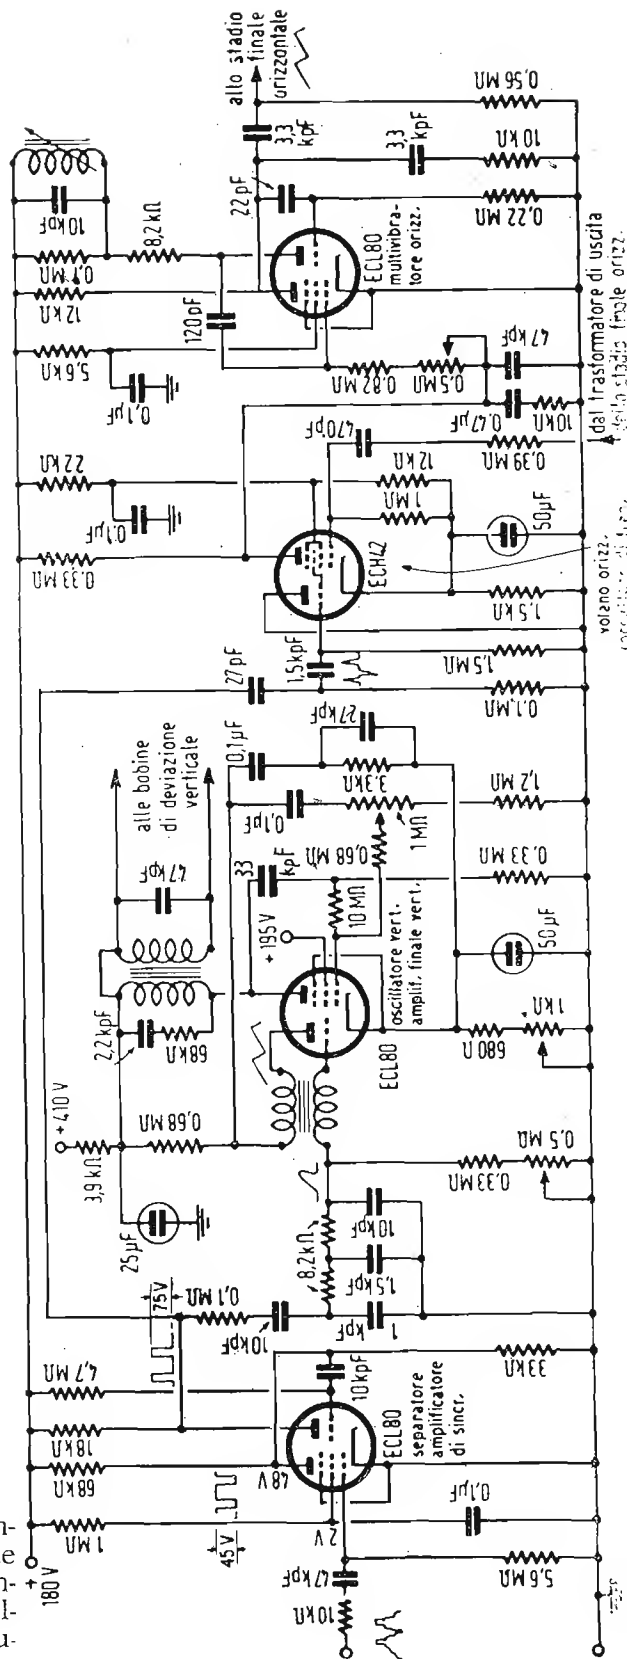 + 180 V
1 MΩ
68 kΩ
18 kΩ
4,7 MΩ
45 V
75 V
48 V
2 V
10 kΩ
47 kpF
5,6 MΩ
0,1 µF
ECL80
separatore
amplificatore
di sincr.
10 kpF
33 kΩ
0,1 MΩ
10 kpF
1
kpF
8,2 kΩ
1,5 kpF
10 kpF
25 µF
3,9 kΩ
+ 410 V
0,68 MΩ
2,2 kpF
68 kΩ
47 kpF
alle bobine
di deviazione
verticale
0,33 MΩ
0,5 MΩ
ECL80
oscillatore vert.
amplif. finale vert.
+ 195 V
680 Ω
1 kΩ
50 µF
10 MΩ
33
kpF
0,68 MΩ
0,33 MΩ
1 MΩ
1,2 MΩ
0,1 pF
0,1 µF
3,3 kΩ
27 kpF
27 pF
1,5 kpF
0,1 MΩ
1,5 MΩ
ECH42
1,5 kΩ
50 µF
1 MΩ
12 kΩ
470 pF
0,39 MΩ
volano orizz.
0,33 MΩ
22 kΩ
0,1 µF
dal trasformatore di uscita
dello stadio finale orizz.
5,6 kΩ
0,1 µF
12 kΩ
0,1 MΩ
10 kpF
8,2 kΩ
120 pF
0,82 MΩ
0,5 MΩ
0,47 µF
47 kpF
10 kΩ
ECL80
multivibra-
tore orizz.
22 pF
0,22 MΩ
3,3
kpF
10 kΩ
3,3
kpF
0,56 MΩ
allo stadio
finale
orizzontale
n-
le
n-
l-
u-